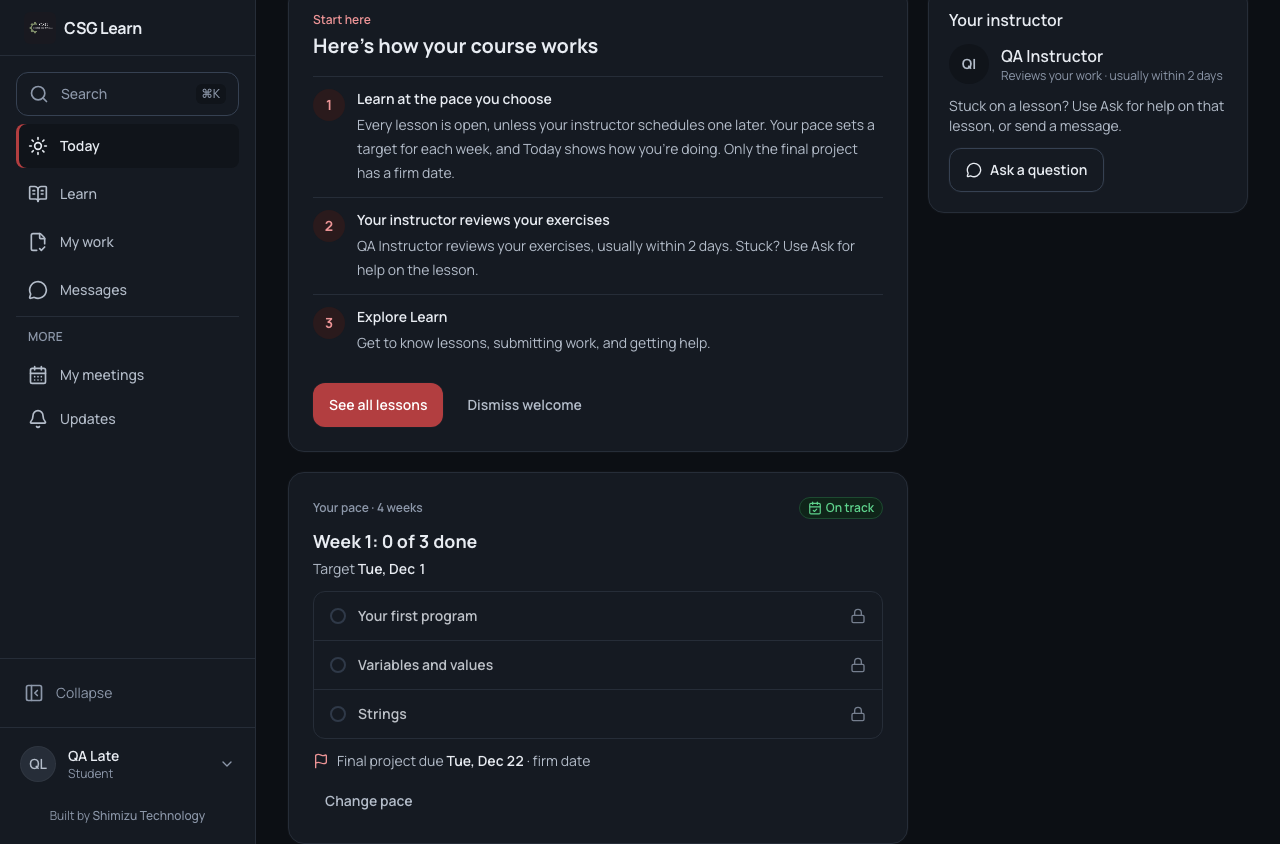 CSG Learn
Search ⌘K
Today
Learn
My work
Messages
MORE
My meetings
Updates
Collapse
QL
QA Late
Student
Built by Shimizu Technology
Start here
Here's how your course works
1
Learn at the pace you choose
Every lesson is open, unless your instructor schedules one later. Your pace sets a
target for each week, and Today shows how you're doing. Only the final project
has a firm date.
2
Your instructor reviews your exercises
QA Instructor reviews your exercises, usually within 2 days. Stuck? Use Ask for
help on the lesson.
3
Explore Learn
Get to know lessons, submitting work, and getting help.
See all lessons
Dismiss welcome
Your pace · 4 weeks
On track
Week 1: 0 of 3 done
Target Tue, Dec 1
Your first program
Variables and values
Strings
Final project due Tue, Dec 22 · firm date
Change pace
Your instructor
QI
QA Instructor
Reviews your work · usually within 2 days
Stuck on a lesson? Use Ask for help on that
lesson, or send a message.
Ask a question